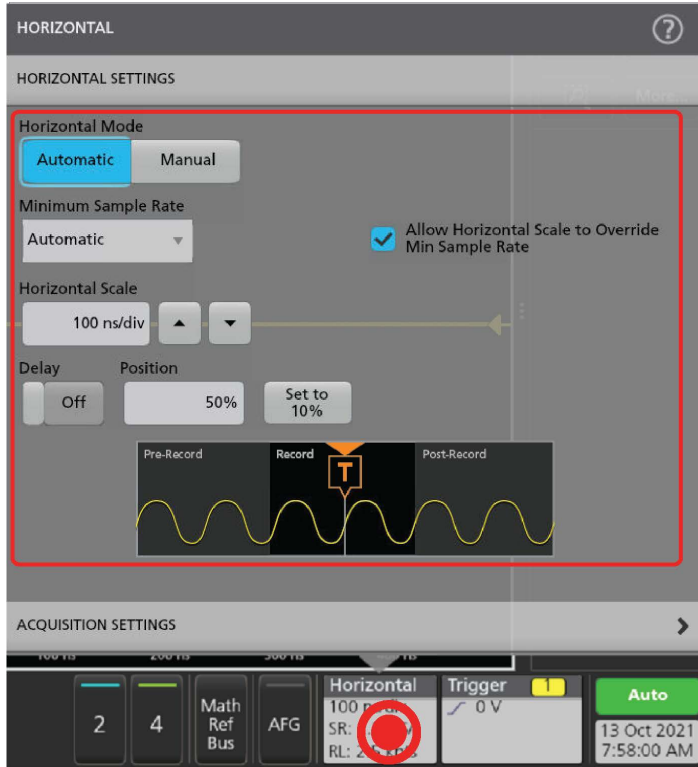 HORIZONTAL
?
HORIZONTAL SETTINGS
Horizontal Mode
Automatic Manual
Minimum Sample Rate
Automatic
Allow Horizontal Scale to Override
Min Sample Rate
Horizontal Scale
100 ns/div
Delay Position
Off 50% Set to
10%
Pre-Record Record Post-Record
T
ACQUISITION SETTINGS
2 4 Math
Ref
Bus
AFG
Horizontal
100
SR:
RL:
Trigger 1
0 V
Auto
13 Oct 2021
7:58:00 AM